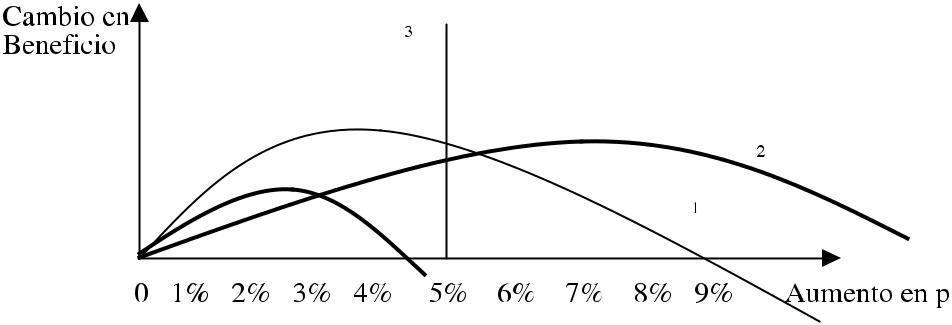 Cambio en
Beneficio
3
2
1
0 1% 2% 3% 4% 5% 6% 7% 8% 9% Aumento en p